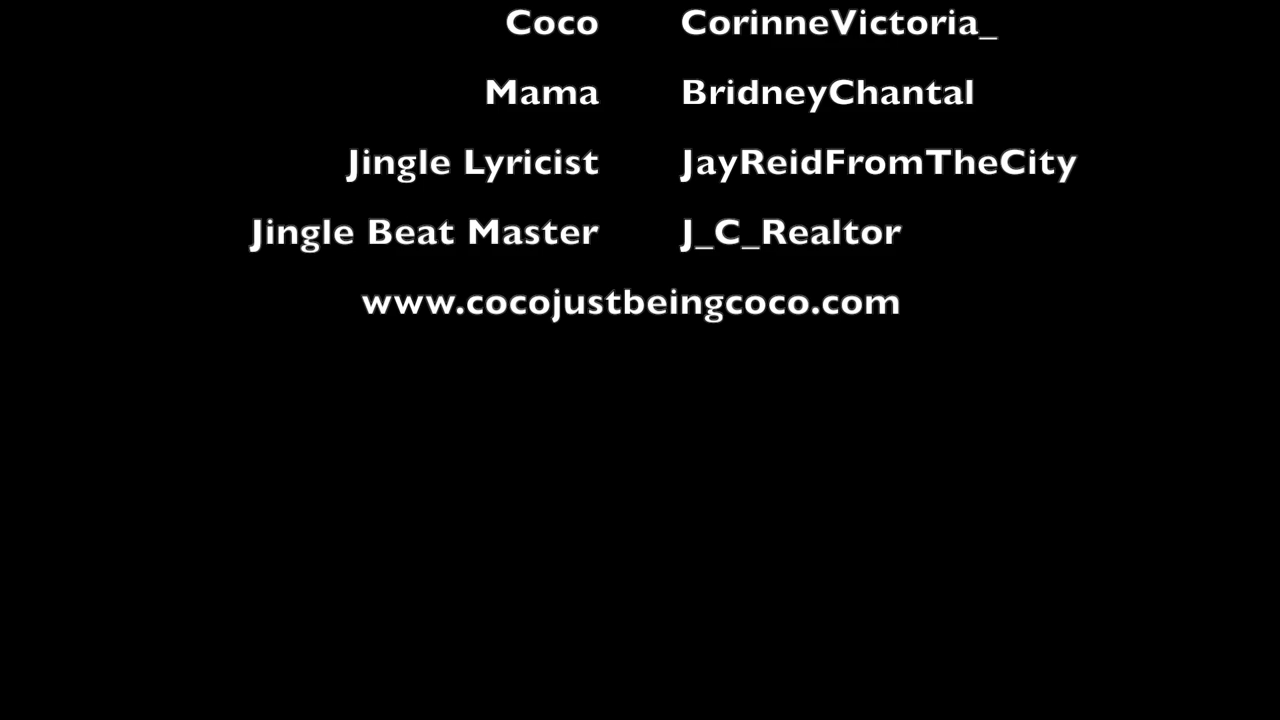 Coco CorinneVictoria_
Mama BridneyChantal
Jingle Lyricist JayReidFromTheCity
Jingle Beat Master J_C_Realtor
www.cocojustbeingcoco.com